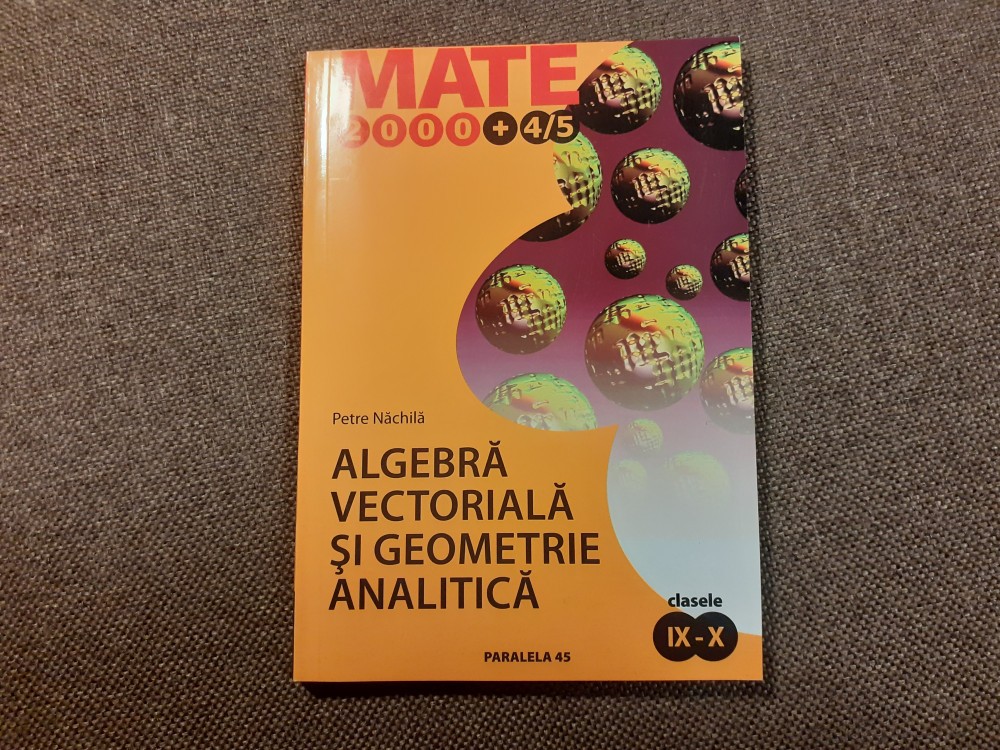 MATE
2000 + 4/5
Petre Năchilă
ALGEBRĂ
VECTORIALĂ
ŞI GEOMETRIE
ANALITICĂ
clasele
IX - X
PARALELA 45